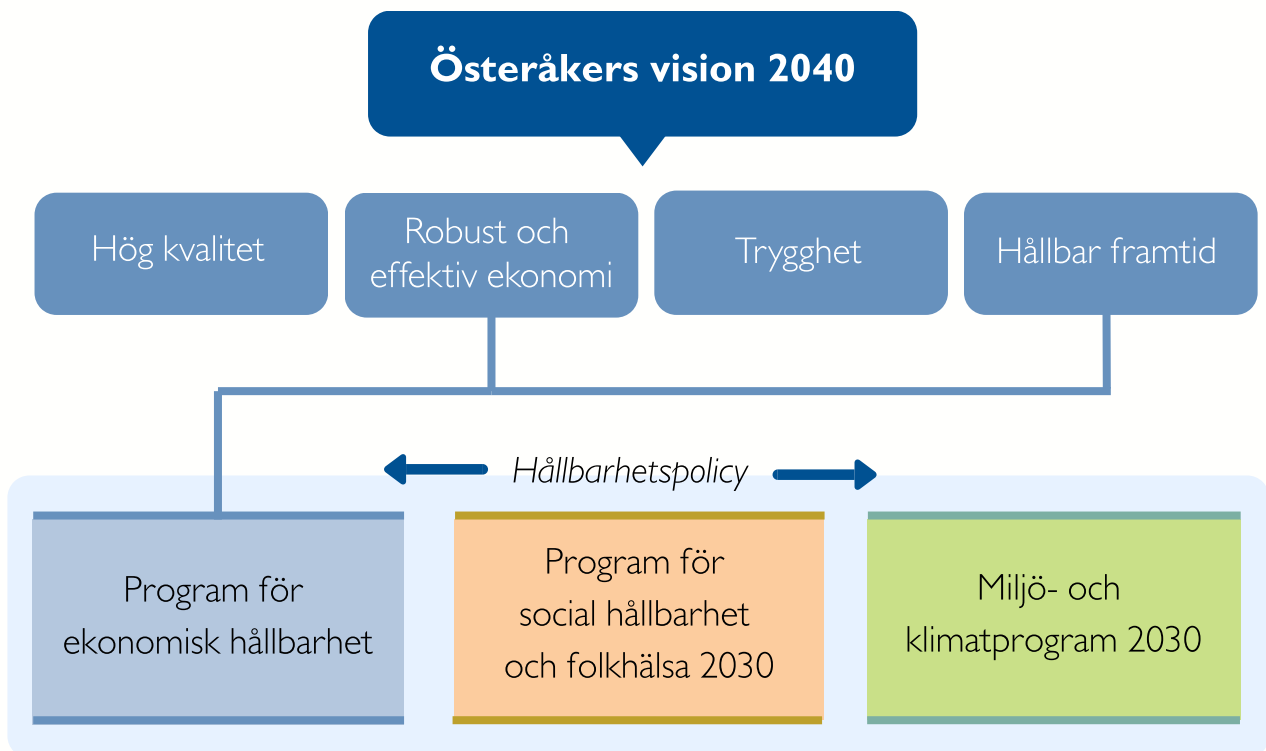 Österåkers vision 2040
Hög kvalitet
Robust och
effektiv ekonomi
Trygghet
Hållbar framtid
Hållbarhetspolicy
Program för
ekonomisk hållbarhet
Program för
social hållbarhet
och folkhälsa 2030
Miljö- och
klimatprogram 2030